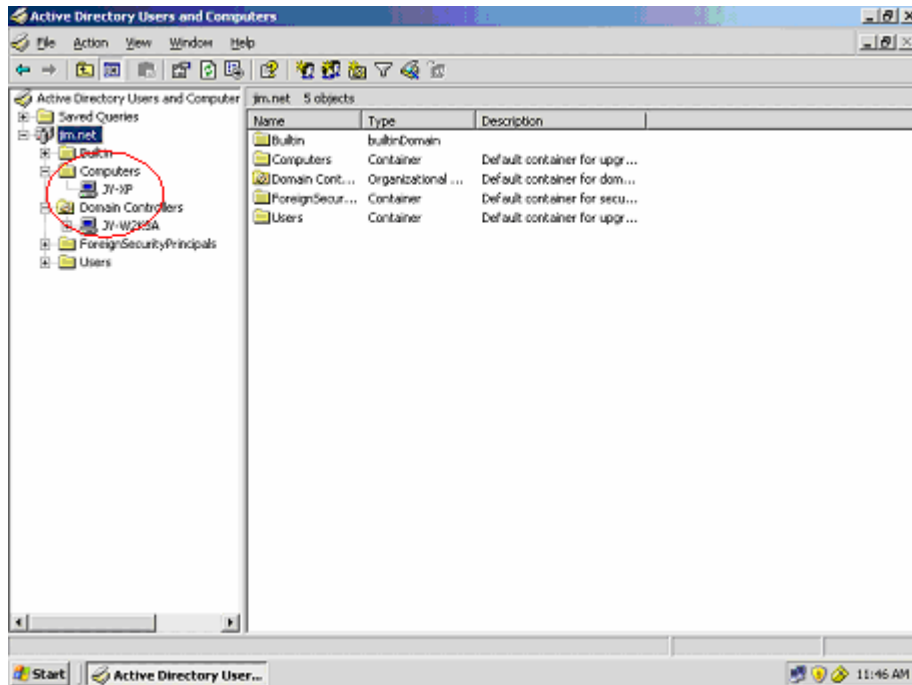 Active Directory Users and Computers
File Action View Window Help
Active Directory Users and Computer
Saved Queries
jim.net
Builtin
Computers
JY-XP
Domain Controllers
JY-W2K3A
ForeignSecurityPrincipals
Users
jim.net 5 objects
Name Type Description
Builtin builtinDomain
Computers Container Default container for upgr...
Domain Cont... Organizational ... Default container for dom...
ForeignSecur... Container Default container for secu...
Users Container Default container for upgr...
Start Active Directory User... 11:46 AM